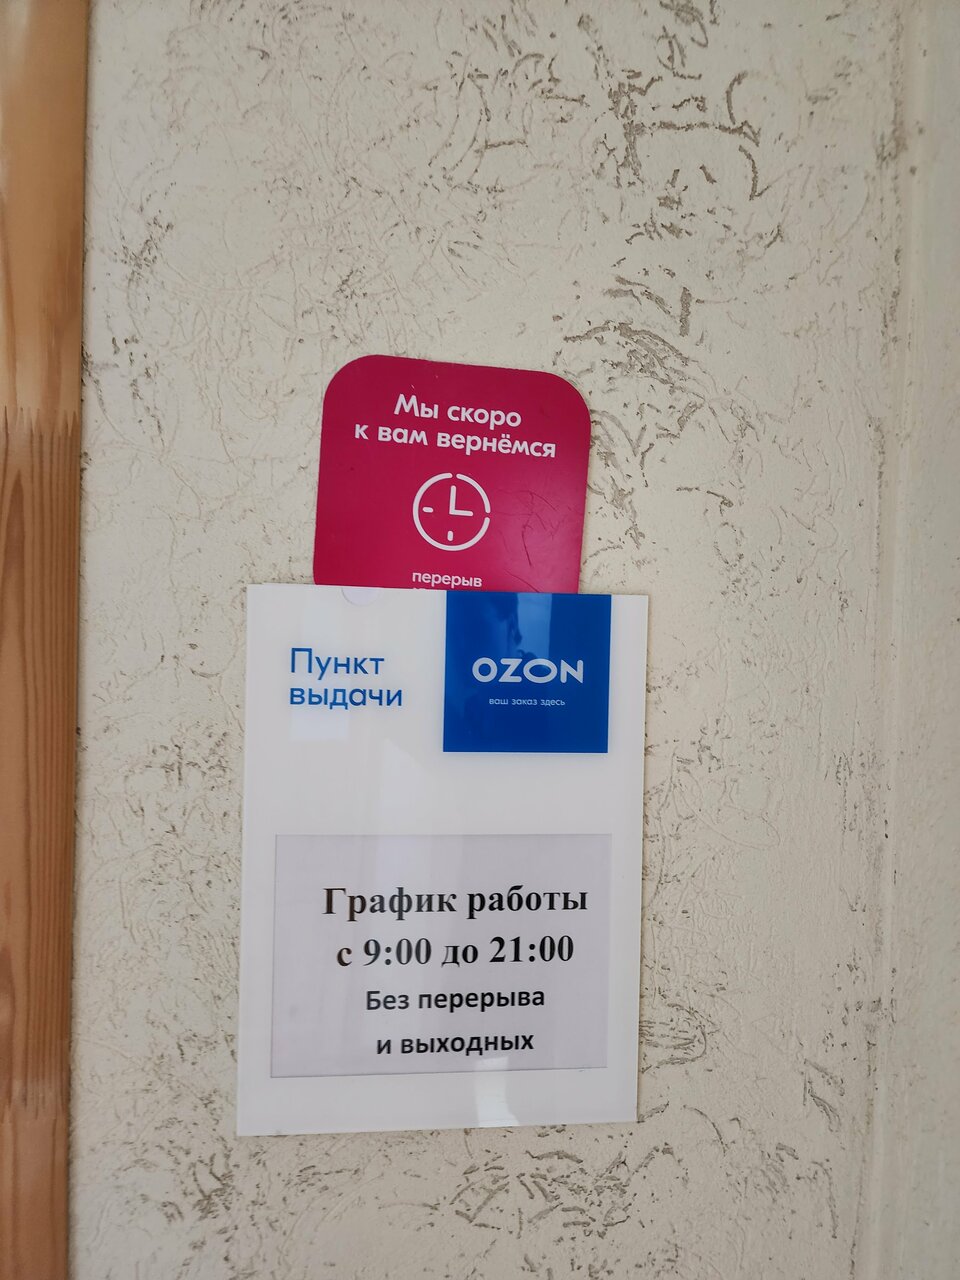 Мы скоро
к вам вернёмся
перерыв
Пункт
выдачи
OZON
ваш заказ здесь
График работы
с 9:00 до 21:00
Без перерыва
и выходных